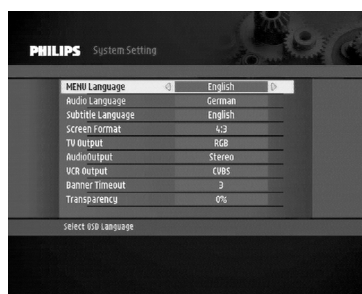 PHILIPS System Setting
MENU Language English
Audio Language German
Subtitle Language English
Screen Format 4:3
TV Output RGB
AudioOutput Stereo
VCR Output CVBS
Banner Timeout 3
Transparency 0%
Select OSD Language